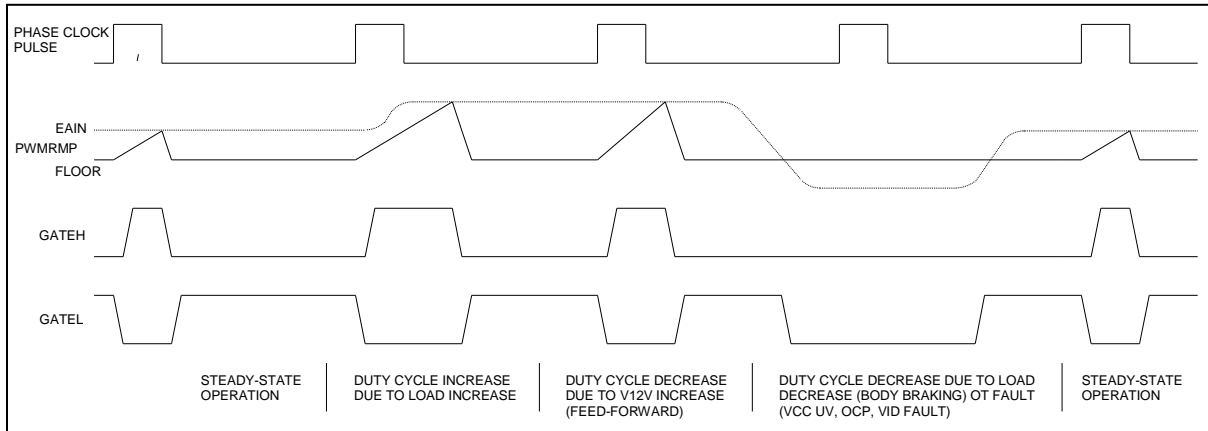 PHASE CLOCK
PULSE
EAIN
PWMRMP
FLOOR
GATEH
GATEL
STEADY-STATE
OPERATION
DUTY CYCLE INCREASE
DUE TO LOAD INCREASE
DUTY CYCLE DECREASE
DUE TO V12V INCREASE
(FEED-FORWARD)
DUTY CYCLE DECREASE DUE TO LOAD
DECREASE (BODY BRAKING) OT FAULT
(VCC UV, OCP, VID FAULT)
STEADY-STATE
OPERATION